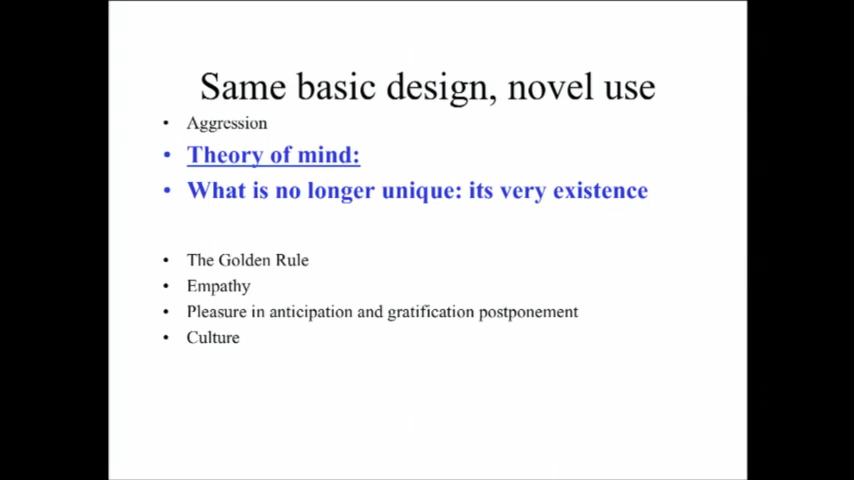 Same basic design, novel use
• Aggression
• Theory of mind:
• What is no longer unique: its very existence
• The Golden Rule
• Empathy
• Pleasure in anticipation and gratification postponement
• Culture